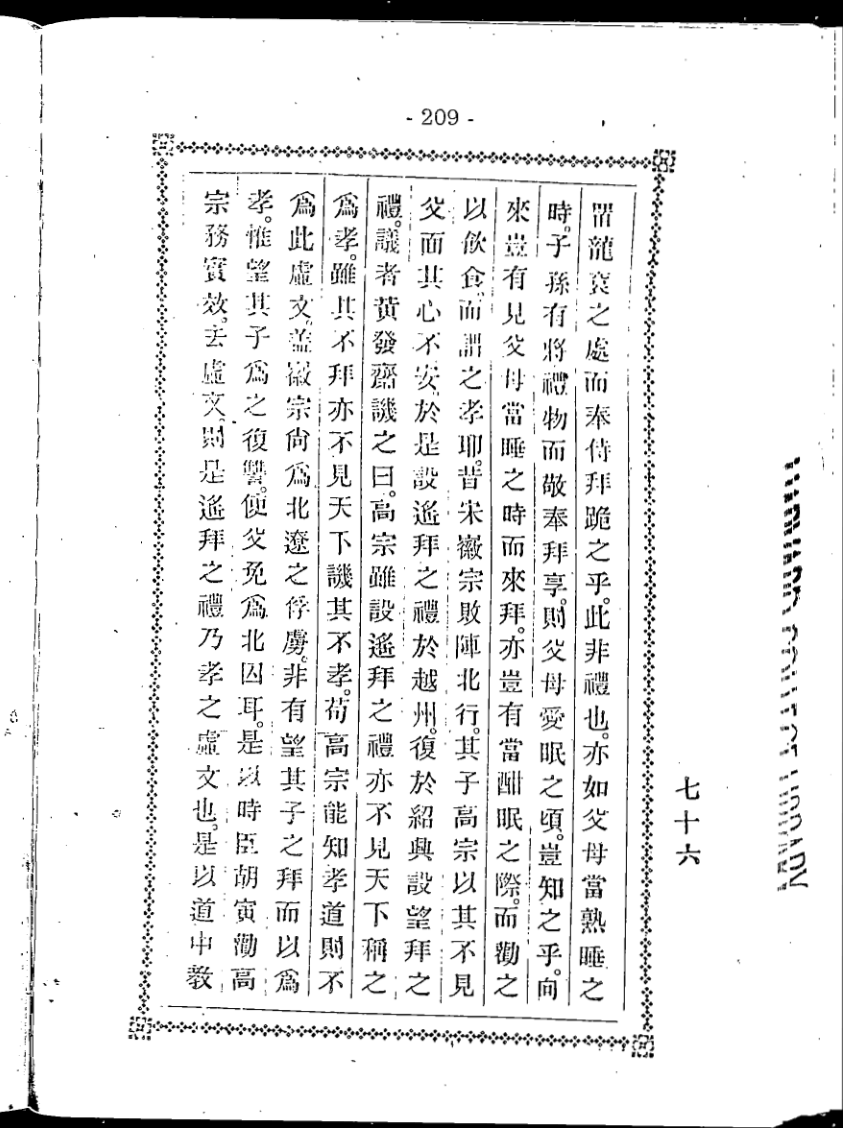 - 209 -
七十六
罟龍袞之處而奉侍拜跪之乎。此非禮也。亦如父母當熟睡之
時。子孫有將禮物而敬奉拜享。則父母愛眠之頃。豈知之乎。向
來豈有見父母當睡之時而來拜。亦豈有當酣眠之際。而勸之
以飲食。而謂之孝耶。昔宋徽宗敗陣北行。其子高宗以其不見
父而其心不安。於是設遙拜之禮於越州。復於紹興設望拜之
禮。議者黃發齋譏之曰。高宗雖設遙拜之禮亦不見天下稱之
爲孝。雖其不拜亦不見天下譏其不孝。苟高宗能知孝道則不
爲此虛文。蓋徽宗尙爲北遼之俘虜。非有望其子之拜而以爲
孝。惟望其子爲之復讐。使父免爲北囚耳。是以時臣胡寅勸高
宗務實效。去虛文。則是遙拜之禮乃孝之虛文也。是以道中敎
HARVARD COLLEGE LIBRARY